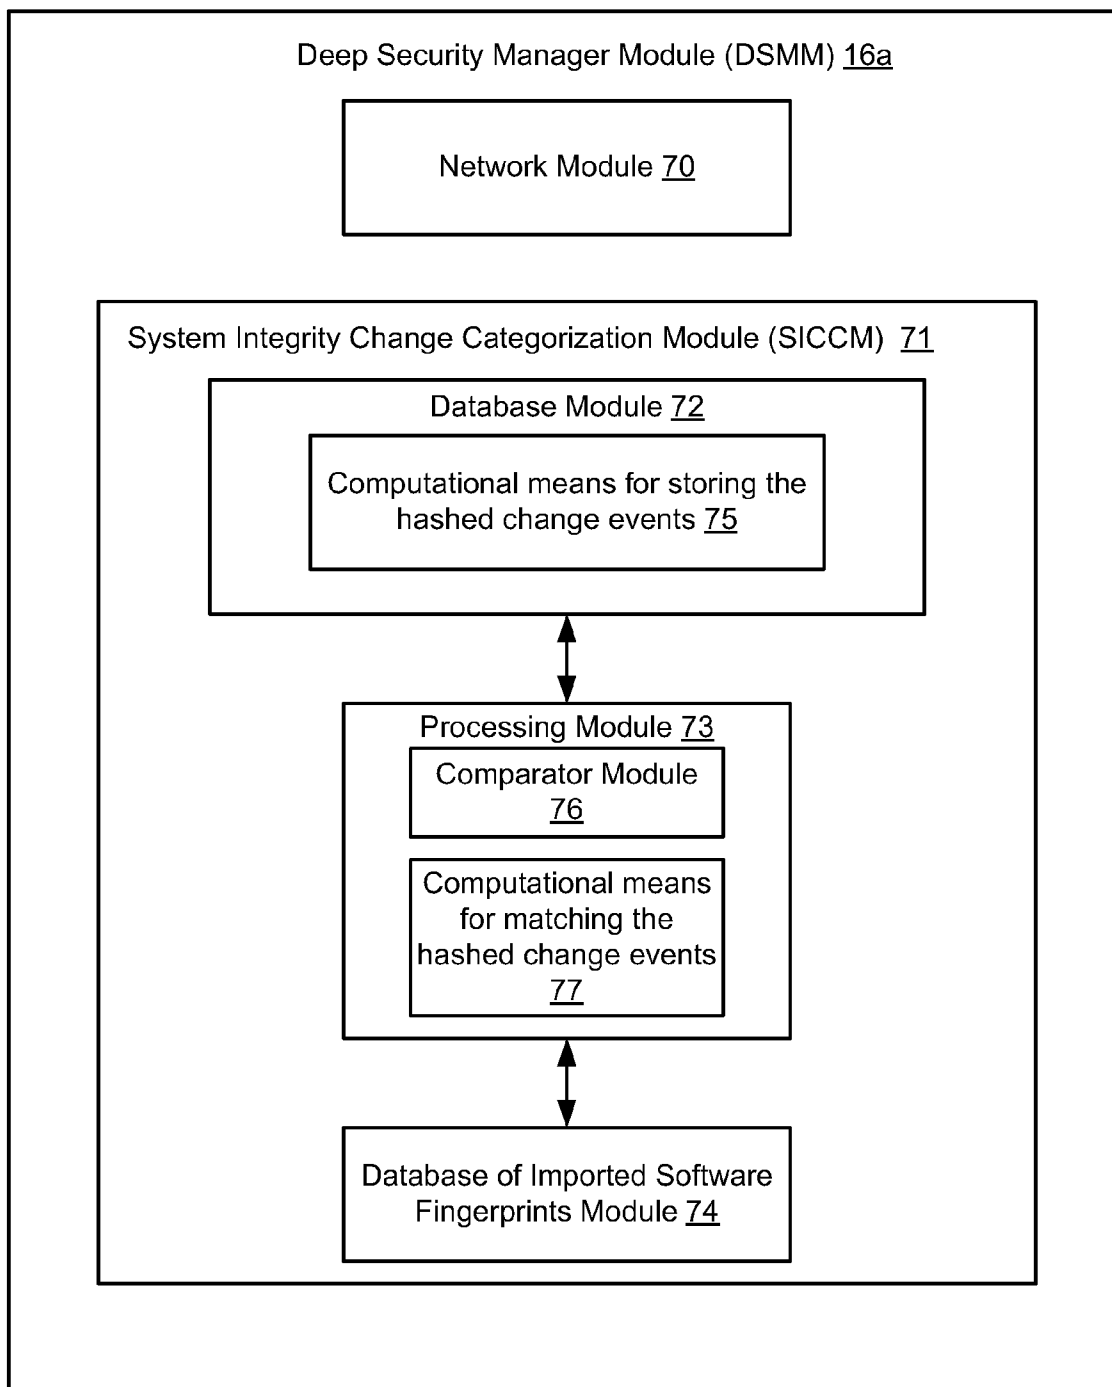 Deep Security Manager Module (DSMM) 16a
Network Module 70
System Integrity Change Categorization Module (SICCM) 71
Database Module 72
Computational means for storing the
hashed change events 75
Processing Module 73
Comparator Module
76
Computational means
for matching the
hashed change events
77
Database of Imported Software
Fingerprints Module 74